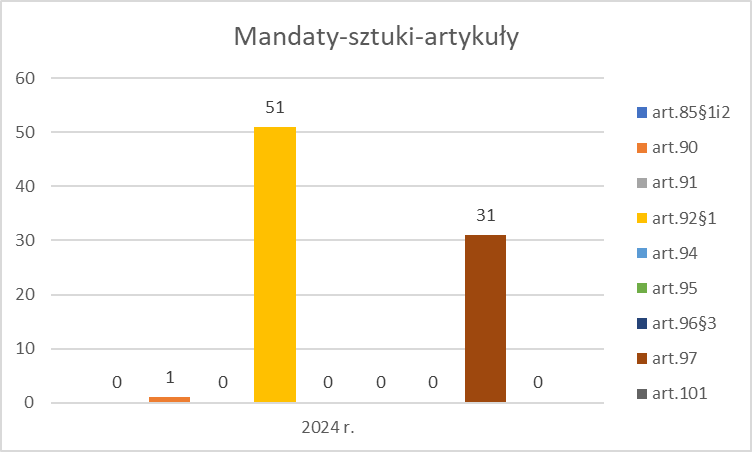 Mandaty-sztuki-artykuły
60
50
40
30
20
10
0
0
1
0
51
0
0
0
31
0
2024 r.
art.85§1i2
art.90
art.91
art.92§1
art.94
art.95
art.96§3
art.97
art.101